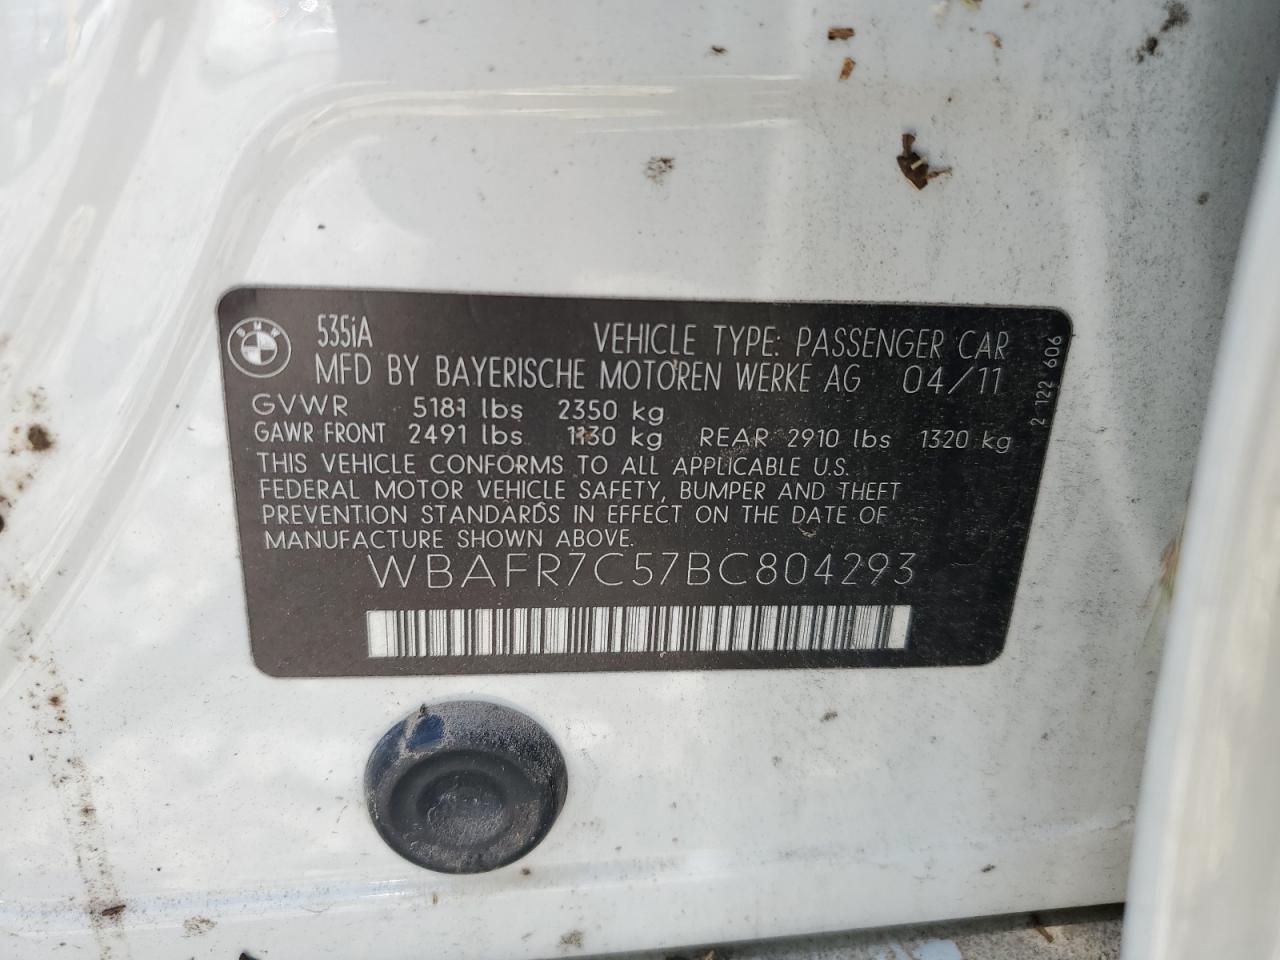 BMW
535iA VEHICLE TYPE: PASSENGER CAR
MFD BY BAYERISCHE MOTOREN WERKE AG 04/11
GVWR 5181 lbs 2350 kg
GAWR FRONT 2491 lbs 1130 kg REAR 2910 lbs 1320 kg
THIS VEHICLE CONFORMS TO ALL APPLICABLE U.S.
FEDERAL MOTOR VEHICLE SAFETY, BUMPER AND THEFT
PREVENTION STANDARDS IN EFFECT ON THE DATE OF
MANUFACTURE SHOWN ABOVE.
WBAFR7C57BC804293
2 122 606